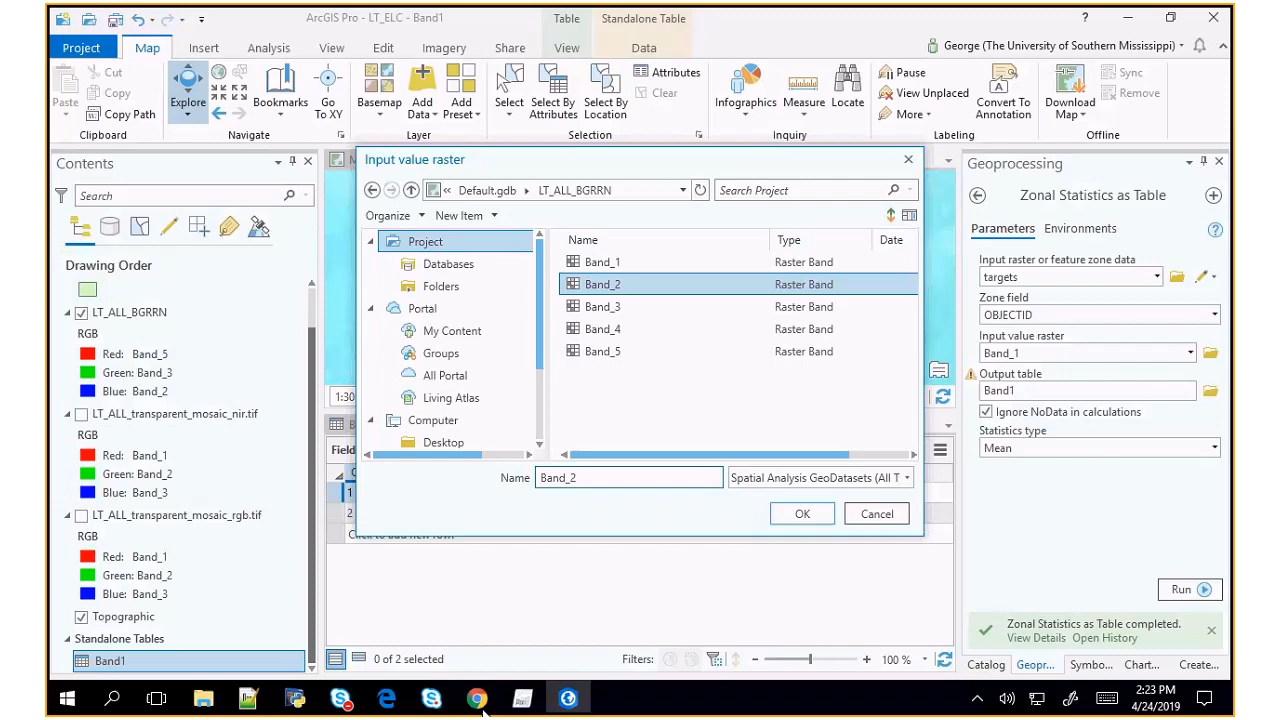 ArcGIS Pro - LT_ELC - Band1
Table
Standalone Table
?
Project
Map
Insert
Analysis
View
Edit
Imagery
Share
View
Data
George (The University of Southern Mississippi)
Paste
Cut
Copy
Copy Path
Clipboard
Explore
Bookmarks
Go
To XY
Navigate
Basemap
Add
Data
Add
Preset
Layer
Select
Select By
Attributes
Select By
Location
Attributes
Clear
Selection
Infographics
Measure
Locate
Inquiry
Pause
View Unplaced
More
Convert To
Annotation
Labeling
Download
Map
Sync
Remove
Offline
Contents
Search
Drawing Order
LT_ALL_BGRRN
RGB
Red: Band_5
Green: Band_3
Blue: Band_2
LT_ALL_transparent_mosaic_nir.tif
RGB
Red: Band_1
Green: Band_2
Blue: Band_3
LT_ALL_transparent_mosaic_rgb.tif
RGB
Red: Band_1
Green: Band_2
Blue: Band_3
Topographic
Standalone Tables
Band1
Input value raster
« Default.gdb LT_ALL_BGRRN
Search Project
Organize
New Item
Project
Databases
Folders
Portal
My Content
Groups
All Portal
Living Atlas
Computer
Desktop
Name Type Date
Band_1 Raster Band
Band_2 Raster Band
Band_3 Raster Band
Band_4 Raster Band
Band_5 Raster Band
Name Band_2
Spatial Analysis GeoDatasets (All T
OK
Cancel
1:30
Field
1
2
0 of 2 selected
Filters:
100 %
Geoprocessing
Zonal Statistics as Table
Parameters
Environments
?
Input raster or feature zone data
targets
Zone field
OBJECTID
Input value raster
Band_1
Output table
Band1
Ignore NoData in calculations
Statistics type
Mean
Run
Zonal Statistics as Table completed.
View Details Open History
Catalog
Geopr...
Symbo...
Chart...
Create...
2:23 PM
4/24/2019